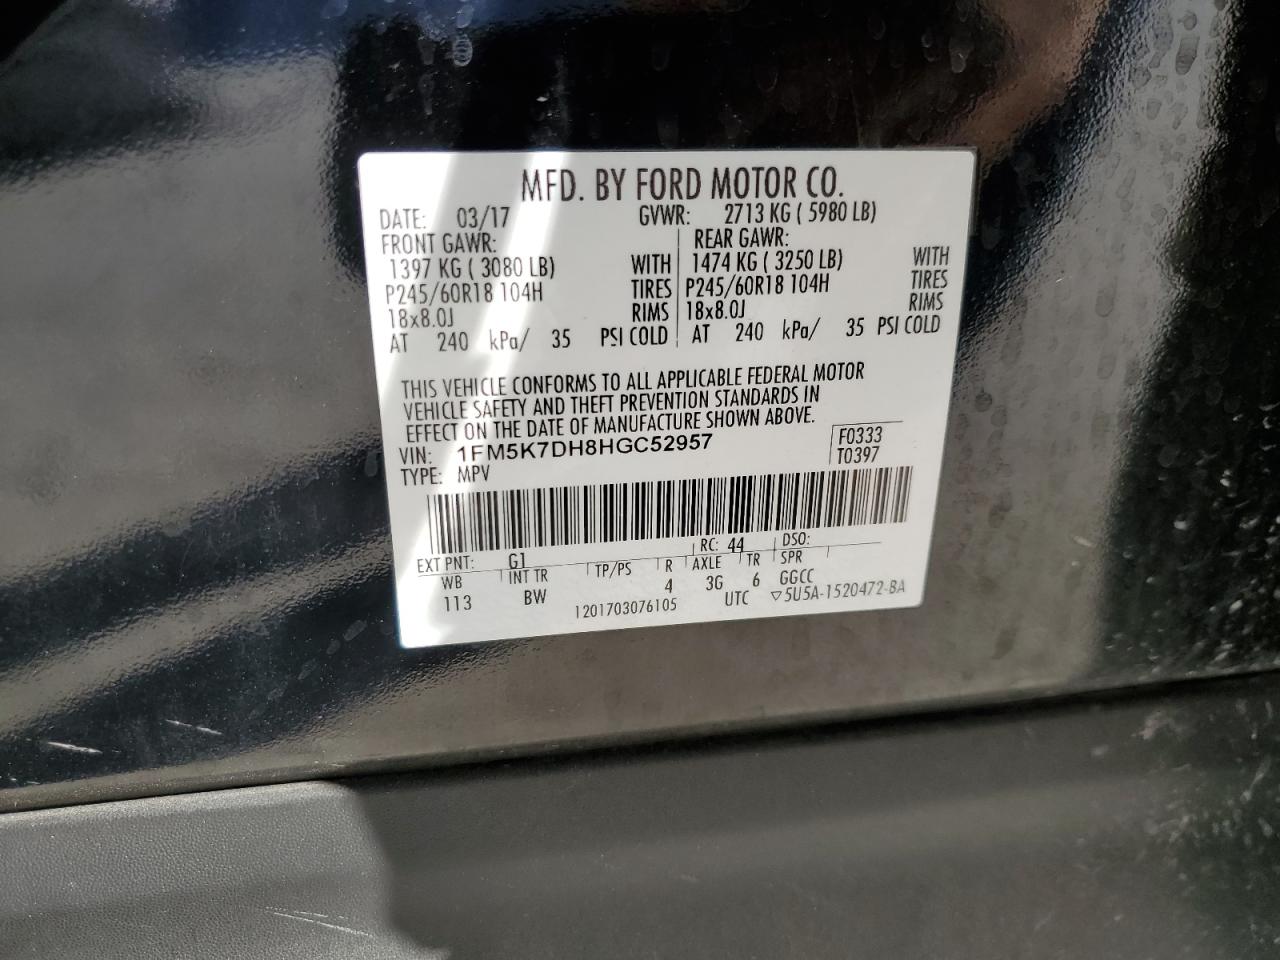 MFD. BY FORD MOTOR CO.
DATE: 03/17 GVWR: 2713 KG ( 5980 LB)
FRONT GAWR: REAR GAWR:
1397 KG ( 3080 LB) WITH 1474 KG ( 3250 LB) WITH
P245/60R18 104H TIRES P245/60R18 104H TIRES
18x8.0J RIMS 18x8.0J RIMS
AT 240 kPa/ 35 PSI COLD AT 240 kPa/ 35 PSI COLD
THIS VEHICLE CONFORMS TO ALL APPLICABLE FEDERAL MOTOR
VEHICLE SAFETY AND THEFT PREVENTION STANDARDS IN
EFFECT ON THE DATE OF MANUFACTURE SHOWN ABOVE.
VIN: 1FM5K7DH8HGC52957 F0333
TYPE: MPV T0397
EXT PNT: G1 RC: 44 DSO:
WB INT TR TP/PS R AXLE TR SPR
113 BW 4 3G 6 GGCC
1201703076105 UTC ▽5U5A-1520472-BA